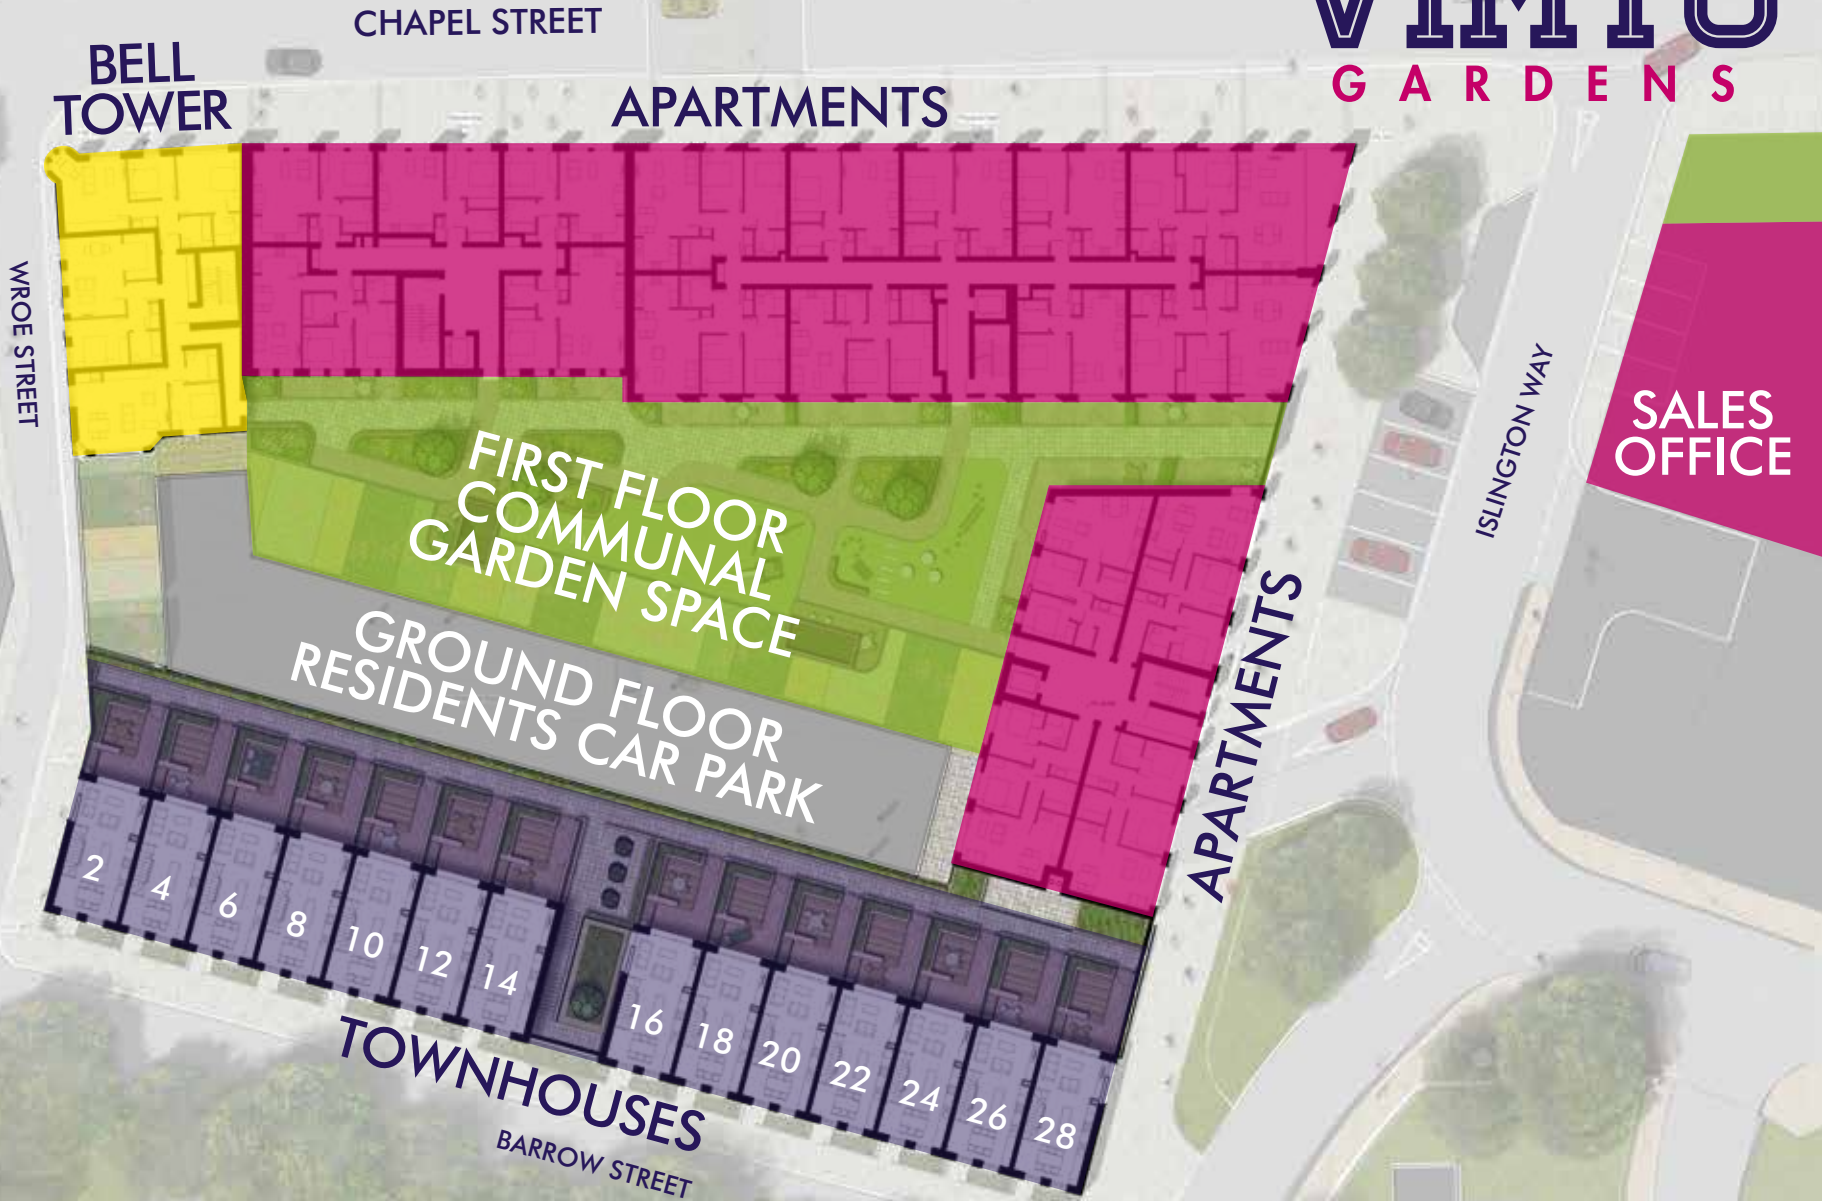 CHAPEL STREET
VIMTO
GARDENS
BELL
TOWER
APARTMENTS
WROE STREET
ISLINGTON WAY
SALES
OFFICE
FIRST FLOOR
COMMUNAL
GARDEN SPACE
GROUND FLOOR
RESIDENTS CAR PARK
APARTMENTS
2
4
6
8
10
12
14
16
18
20
22
24
26
28
TOWNHOUSES
BARROW STREET